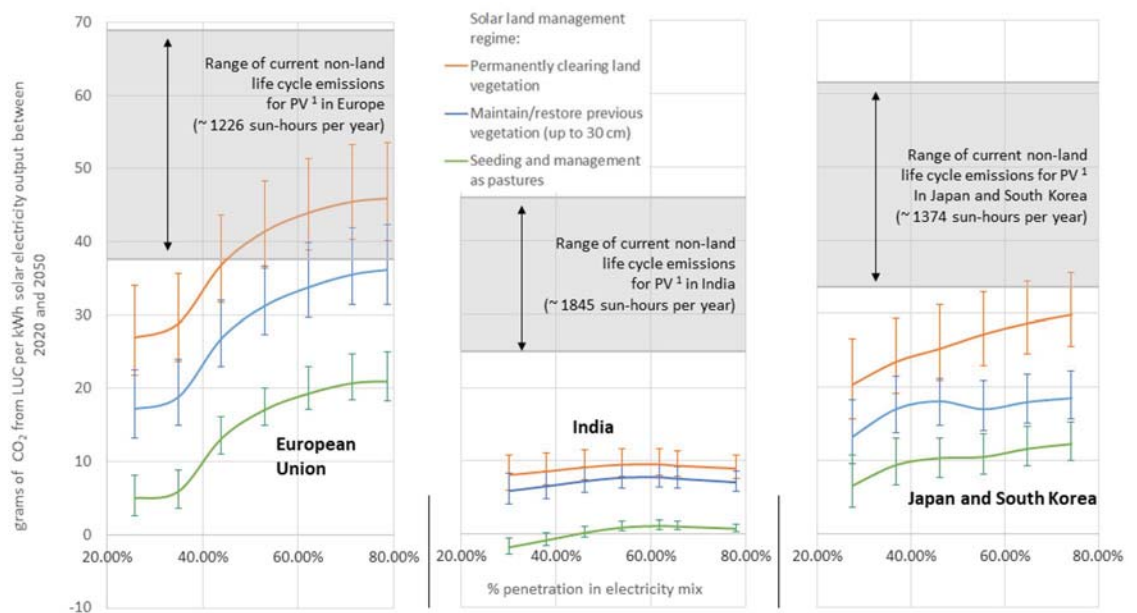 grams of CO2 from LUC per kWh solar electricity output between
2020 and 2050
70
60
50
40
30
20
10
0
-10
Range of current non-land
life cycle emissions
for PV 1 in Europe
(~ 1226 sun-hours per year)
European
Union
20.00% 40.00% 60.00% 80.00%
Solar land management
regime:
Permanently clearing land
vegetation
Maintain/restore previous
vegetation (up to 30 cm)
Seeding and management
as pastures
Range of current non-land
life cycle emissions
for PV 1 in India
(~ 1845 sun-hours per year)
India
20.00% 40.00% 60.00% 80.00%
% penetration in electricity mix
Range of current non-land
life cycle emissions for PV 1
In Japan and South Korea
(~ 1374 sun-hours per year)
Japan and South Korea
20.00% 40.00% 60.00% 80.00%